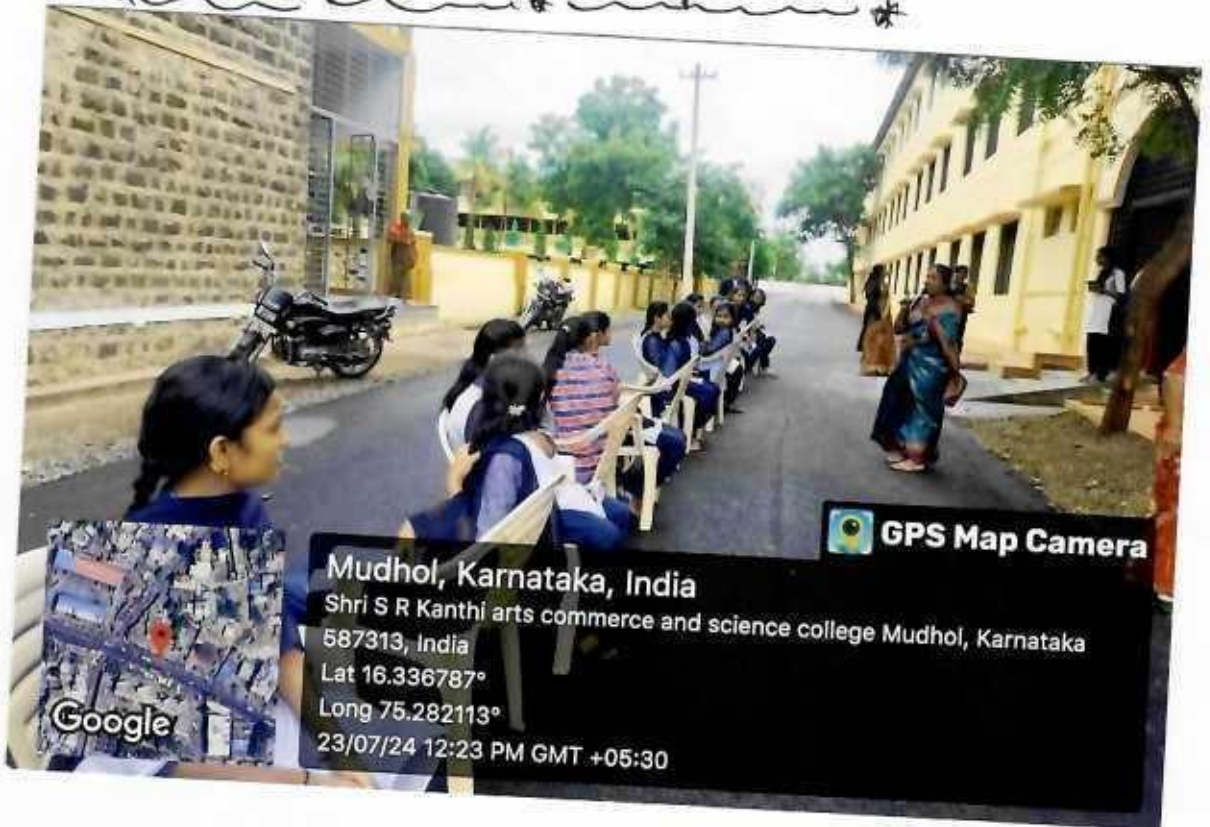 GPS Map Camera
Mudhol, Karnataka, India
Shri S R Kanthi arts commerce and science college Mudhol, Karnataka
587313, India
Lat 16.336787°
Long 75.282113°
23/07/24 12:23 PM GMT +05:30
Google